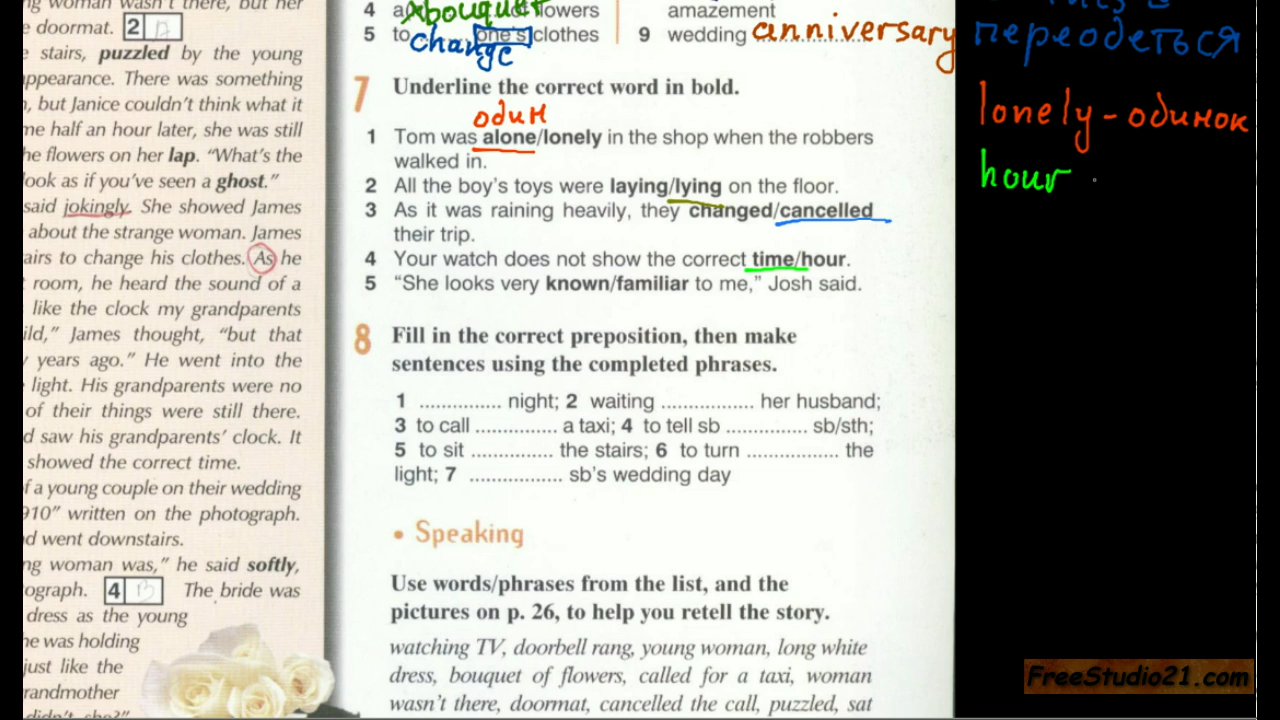 ng woman wasn't there, but her
e doormat. 2
e stairs, puzzled by the young
ppearance. There was something
, but Janice couldn't think what it
me half an hour later, she was still
he flowers on her lap. "What's the
look as if you've seen a ghost."
said jokingly. She showed James
about the strange woman. James
airs to change his clothes. As he
room, he heard the sound of a
like the clock my grandparents
ild," James thought, "but that
years ago." He went into the
light. His grandparents were no
of their things were still there.
d saw his grandparents' clock. It
showed the correct time.
f a young couple on their wedding
910" written on the photograph.
d went downstairs.
ng woman was," he said softly,
ograph. 4 B The bride was
dress as the young
he was holding
just like the
randmother
didn't she?"
4 a bouquet of flowers
5 to change one's clothes
amazement
9 wedding anniversary
7 Underline the correct word in bold.
один
1 Tom was alone/lonely in the shop when the robbers
walked in.
2 All the boy's toys were laying/lying on the floor.
3 As it was raining heavily, they changed/cancelled
their trip.
4 Your watch does not show the correct time/hour.
5 "She looks very known/familiar to me," Josh said.
8 Fill in the correct preposition, then make
sentences using the completed phrases.
1 ............... night; 2 waiting ................. her husband;
3 to call ............... a taxi; 4 to tell sb ............... sb/sth;
5 to sit ............... the stairs; 6 to turn ................. the
light; 7 ................. sb's wedding day
• Speaking
Use words/phrases from the list, and the
pictures on p. 26, to help you retell the story.
watching TV, doorbell rang, young woman, long white
dress, bouquet of flowers, called for a taxi, woman
wasn't there, doormat, cancelled the call, puzzled, sat
переодеться
lonely - одинок
hour
FreeStudio21.com